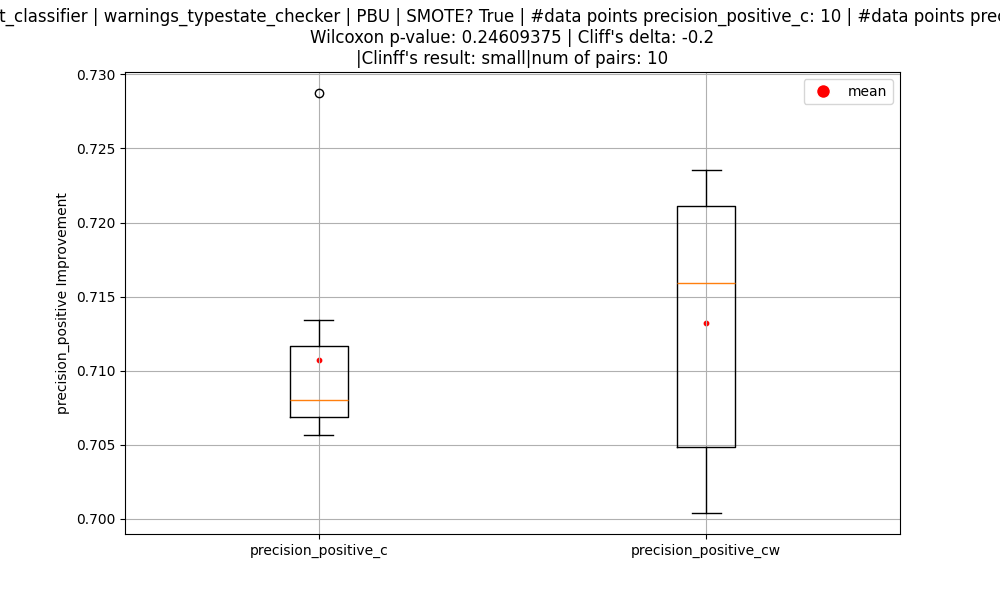 t_classifier | warnings_typestate_checker | PBU | SMOTE? True | #data points precision_positive_c: 10 | #data points
Wilcoxon p-value: 0.24609375 | Cliff's delta: -0.2
|Clinff's result: small|num of pairs: 10
mean
0.730
0.725
0.720
0.715
0.710
0.705
0.700
precision_positive Improvement
precision_positive_c
precision_positive_cw